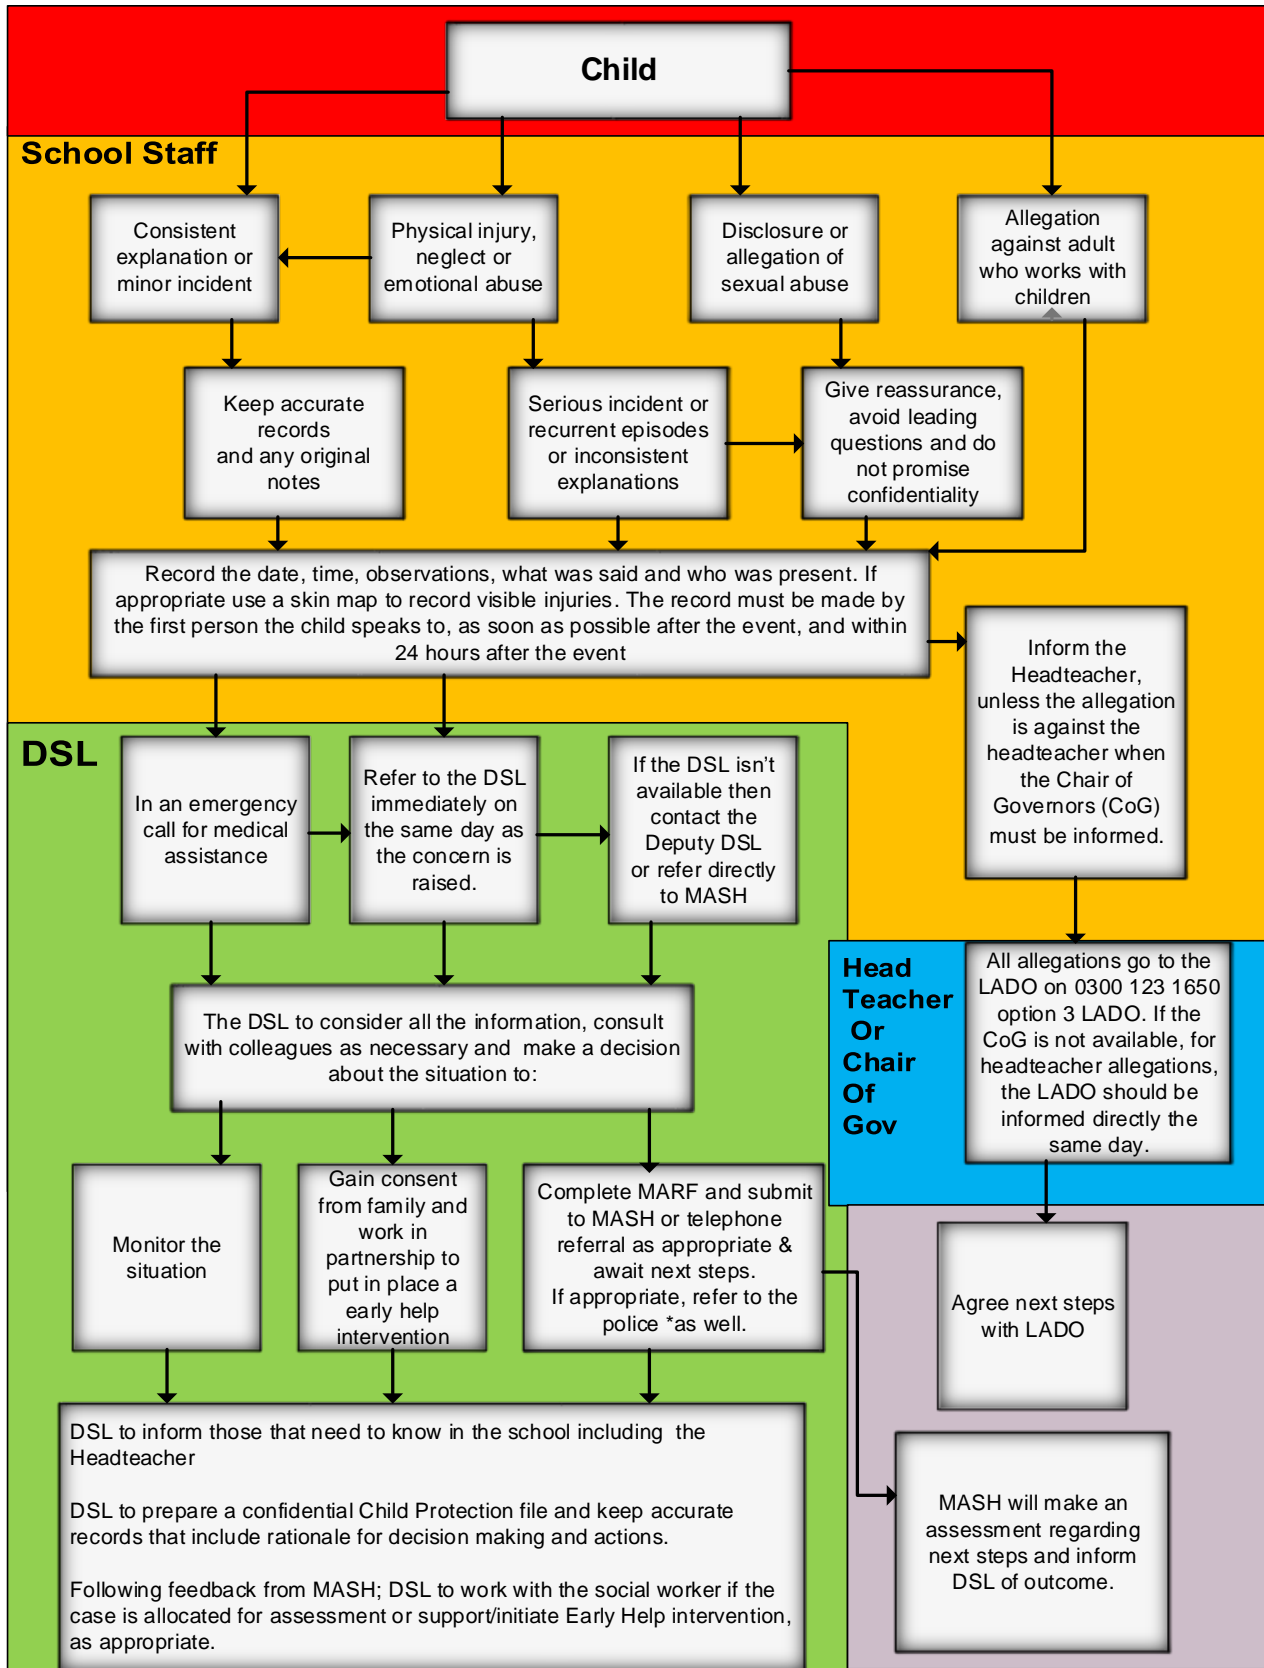 Child
School Staff
Consistent
explanation or
minor incident
Physical injury,
neglect or
emotional abuse
Disclosure or
allegation of
sexual abuse
Allegation
against adult
who works with
children
Keep accurate
records
and any original
notes
Serious incident or
recurrent episodes
or inconsistent
explanations
Give reassurance,
avoid leading
questions and do
not promise
confidentiality
Record the date, time, observations, what was said and who was present. If
appropriate use a skin map to record visible injuries. The record must be made by
the first person the child speaks to, as soon as possible after the event, and within
24 hours after the event
Inform the
Headteacher,
unless the allegation
is against the
headteacher when
the Chair of
Governors (CoG)
must be informed.
DSL
In an emergency
call for medical
assistance
Refer to the DSL
immediately on
the same day as
the concern is
raised.
If the DSL isn't
available then
contact the
Deputy DSL
or refer directly
to MASH
Head
Teacher
Or
Chair
Of
Gov
All allegations go to the
LADO on 0300 123 1650
option 3 LADO. If the
CoG is not available, for
headteacher allegations,
the LADO should be
informed directly the
same day.
The DSL to consider all the information, consult
with colleagues as necessary and make a decision
about the situation to:
Monitor the
situation
Gain consent
from family and
work in
partnership to
put in place a
early help
intervention
Complete MARF and submit
to MASH or telephone
referral as appropriate &
await next steps.
If appropriate, refer to the
police *as well.
Agree next steps
with LADO
DSL to inform those that need to know in the school including the
Headteacher
DSL to prepare a confidential Child Protection file and keep accurate
records that include rationale for decision making and actions.
Following feedback from MASH; DSL to work with the social worker if the
case is allocated for assessment or support/initiate Early Help intervention,
as appropriate.
MASH will make an
assessment regarding
next steps and inform
DSL of outcome.